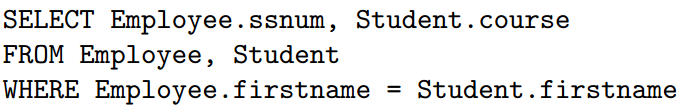 SELECT Employee.ssnum, Student.course
FROM Employee, Student
WHERE Employee.firstname = Student.firstname